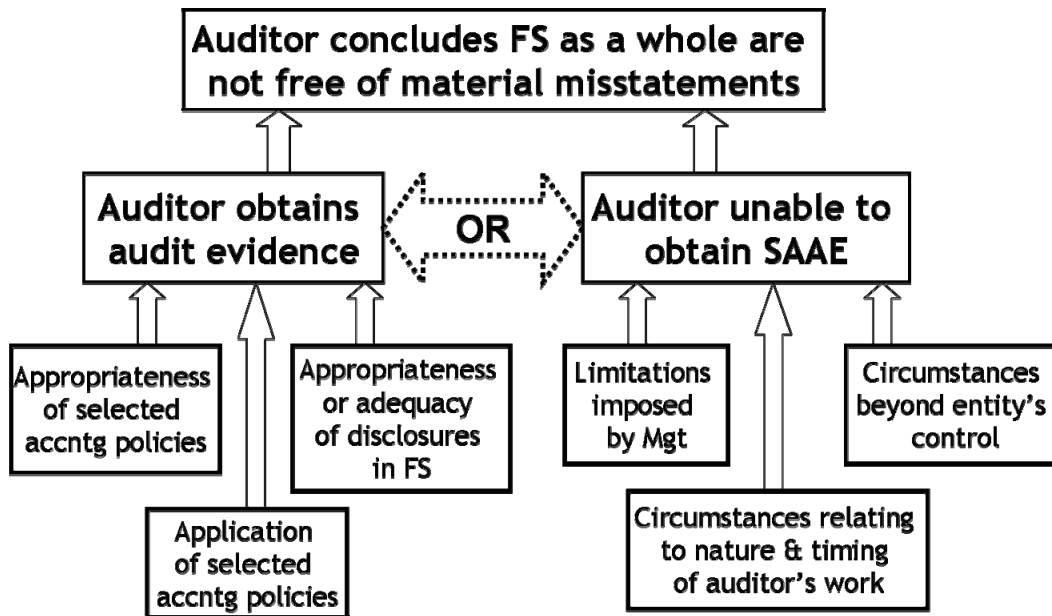 Auditor concludes FS as a whole are
not free of material misstatements
Auditor obtains
audit evidence
OR
Auditor unable to
obtain SAAE
Appropriateness
of selected
accntg policies
Appropriateness
or adequacy
of disclosures
in FS
Limitations
imposed
by Mgt
Circumstances
beyond entity's
control
Application
of selected
accntg policies
Circumstances relating
to nature & timing
of auditor's work